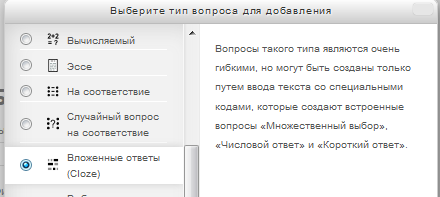 Выберите тип вопроса для добавления
2+2
=?
Вычисляемый
Эссе
На соответствие
Случайный вопрос
на соответствие
Вложенные ответы
(Cloze)
Вопросы такого типа являются очень
гибкими, но могут быть созданы только
путем ввода текста со специальными
кодами, которые создают встроенные
вопросы «Множественный выбор»,
«Числовой ответ» и «Короткий ответ».